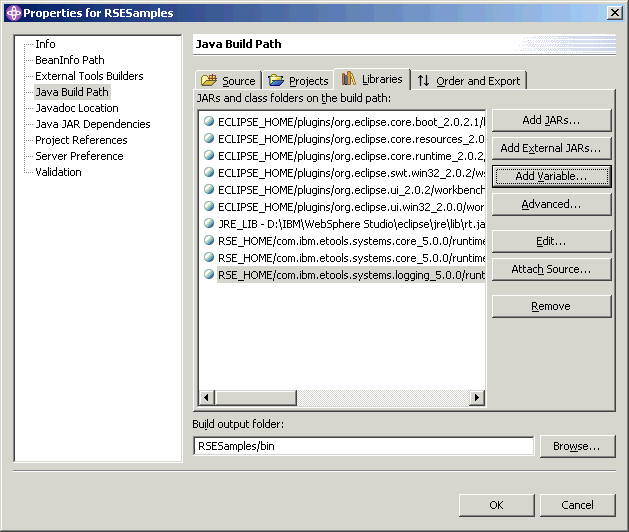 Properties for RSESamples
Info
BeanInfo Path
External Tools Builders
Java Build Path
Javadoc Location
Java JAR Dependencies
Project References
Server Preference
Validation
Java Build Path
Source
Projects
Libraries
Order and Export
JARs and class folders on the build path:
ECLIPSE_HOME/plugins/org.eclipse.core.boot_2.0.2.1/
ECLIPSE_HOME/plugins/org.eclipse.core.resources_2.0
ECLIPSE_HOME/plugins/org.eclipse.core.runtime_2.0.2,
ECLIPSE_HOME/plugins/org.eclipse.swt.win32_2.0.2/ws
ECLIPSE_HOME/plugins/org.eclipse.ui_2.0.2/workbench
ECLIPSE_HOME/plugins/org.eclipse.ui.win32_2.0.0/wor
JRE_LIB - D:\IBM\WebSphere Studio\eclipse\jre\lib\rt.ja
RSE_HOME/com.ibm.etools.systems.core_5.0.0/runtime
RSE_HOME/com.ibm.etools.systems.core_5.0.0/runtime
RSE_HOME/com.ibm.etools.systems.logging_5.0.0/runt
Add JARs...
Add External JARs...
Add Variable...
Advanced...
Edit...
Attach Source...
Remove
Build output folder:
RSESamples/bin
Browse...
OK
Cancel